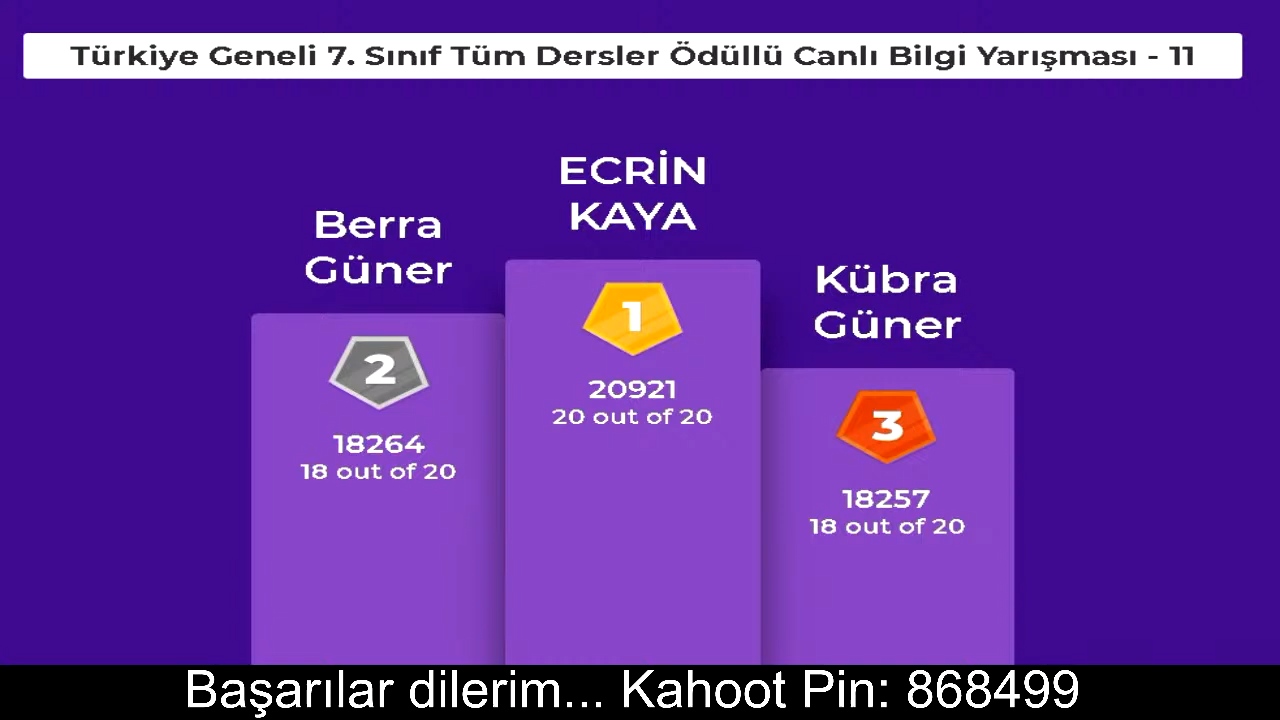 Türkiye Geneli 7. Sınıf Tüm Dersler Ödüllü Canlı Bilgi Yarışması - 11
ECRİN
KAYA
1
20921
20 out of 20
Berra
Güner
2
18264
18 out of 20
Kübra
Güner
3
18257
18 out of 20
Başarılar dilerim... Kahoot Pin: 868499